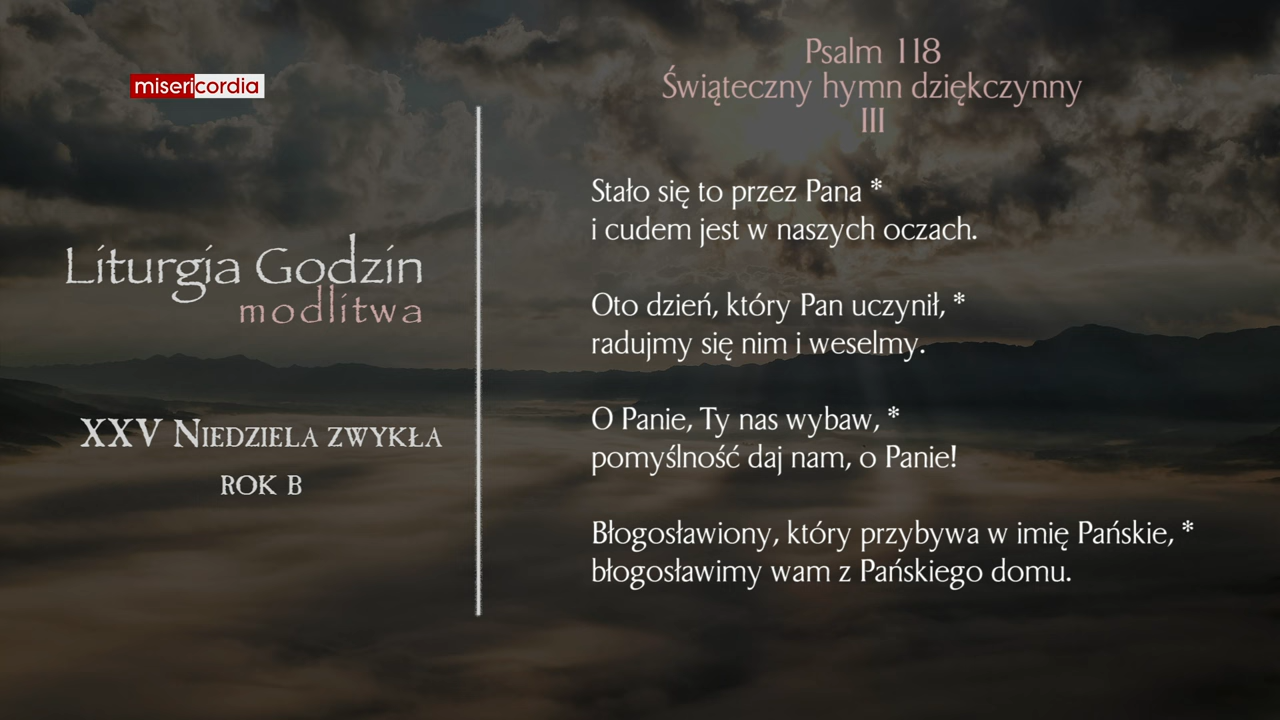 misericordia
Liturgia Godzin
modlitwa
XXV Niedziela zwykła
rok B
Psalm 118
Świąteczny hymn dziękczynny
III
Stało się to przez Pana *
i cudem jest w naszych oczach.
Oto dzień, który Pan uczynił, *
radujmy się nim i weselmy.
O Panie, Ty nas wybaw, *
pomyślność daj nam, o Panie!
Błogosławiony, który przybywa w imię Pańskie, *
błogosławimy wam z Pańskiego domu.